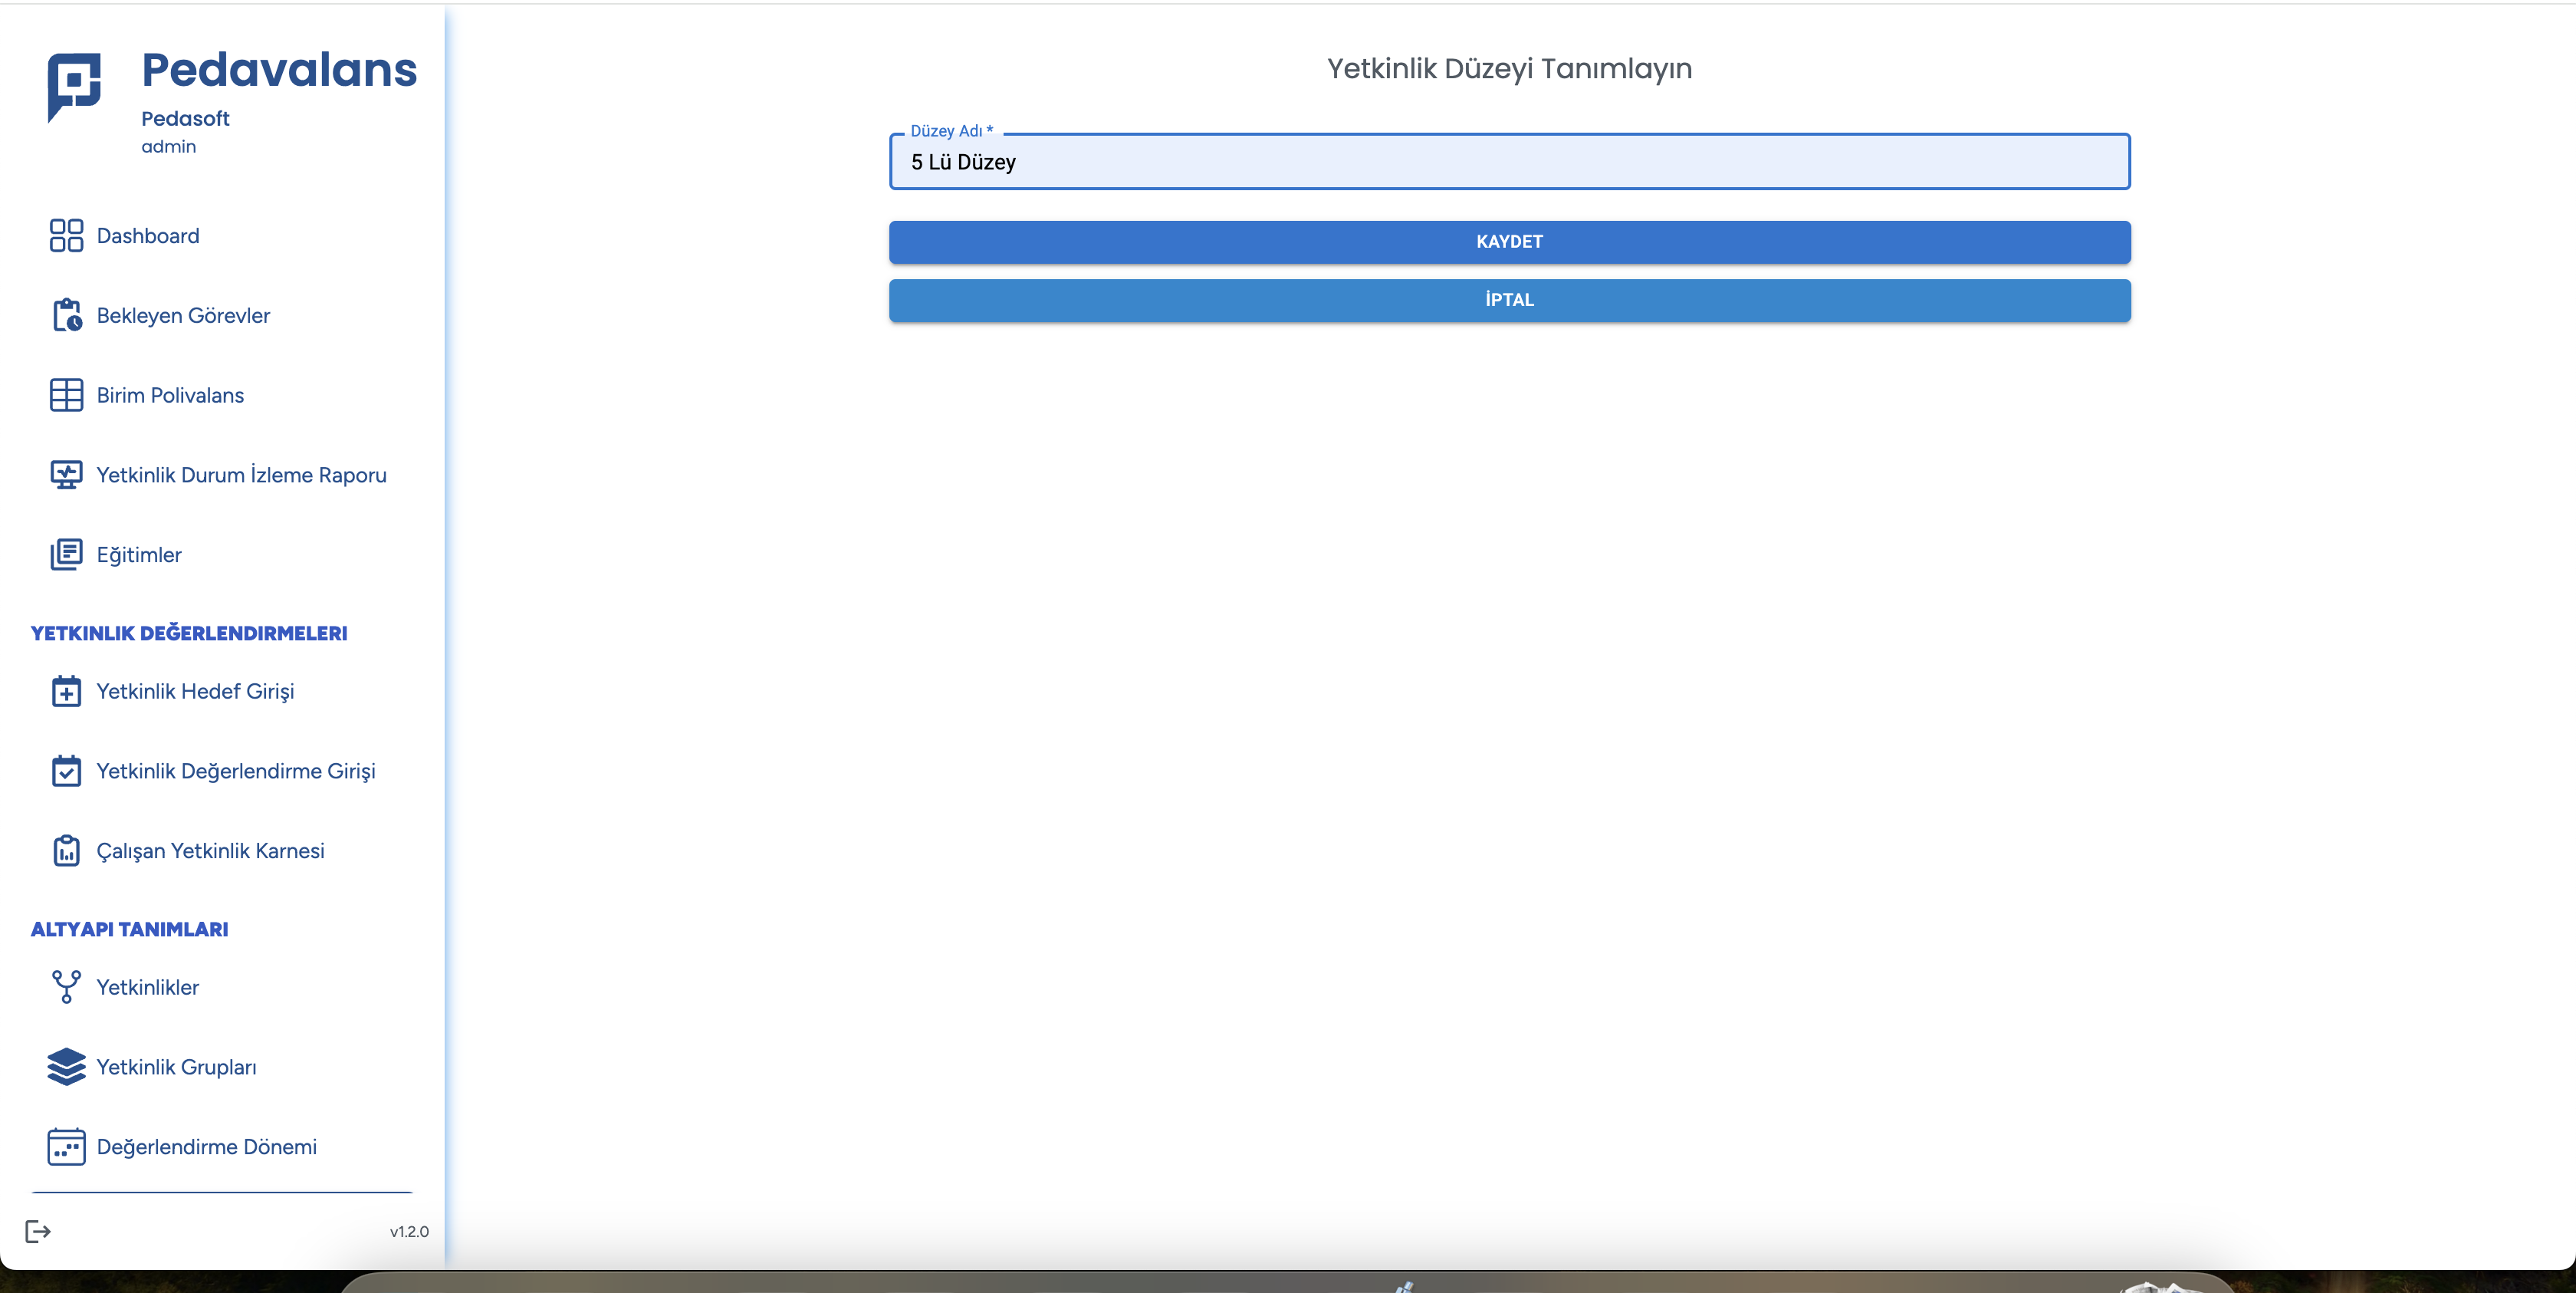 Pedavalans
Pedasoft
admin
Dashboard
Bekleyen Görevler
Birim Polivalans
Yetkinlik Durum İzleme Raporu
Eğitimler
YETKINLIK DEĞERLENDIRMELERI
Yetkinlik Hedef Girişi
Yetkinlik Değerlendirme Girişi
Çalışan Yetkinlik Karnesi
ALTYAPI TANIMLARI
Yetkinlikler
Yetkinlik Grupları
Değerlendirme Dönemi
v1.2.0
Yetkinlik Düzeyi Tanımlayın
Düzey Adı *
5 Lü Düzey
KAYDET
İPTAL